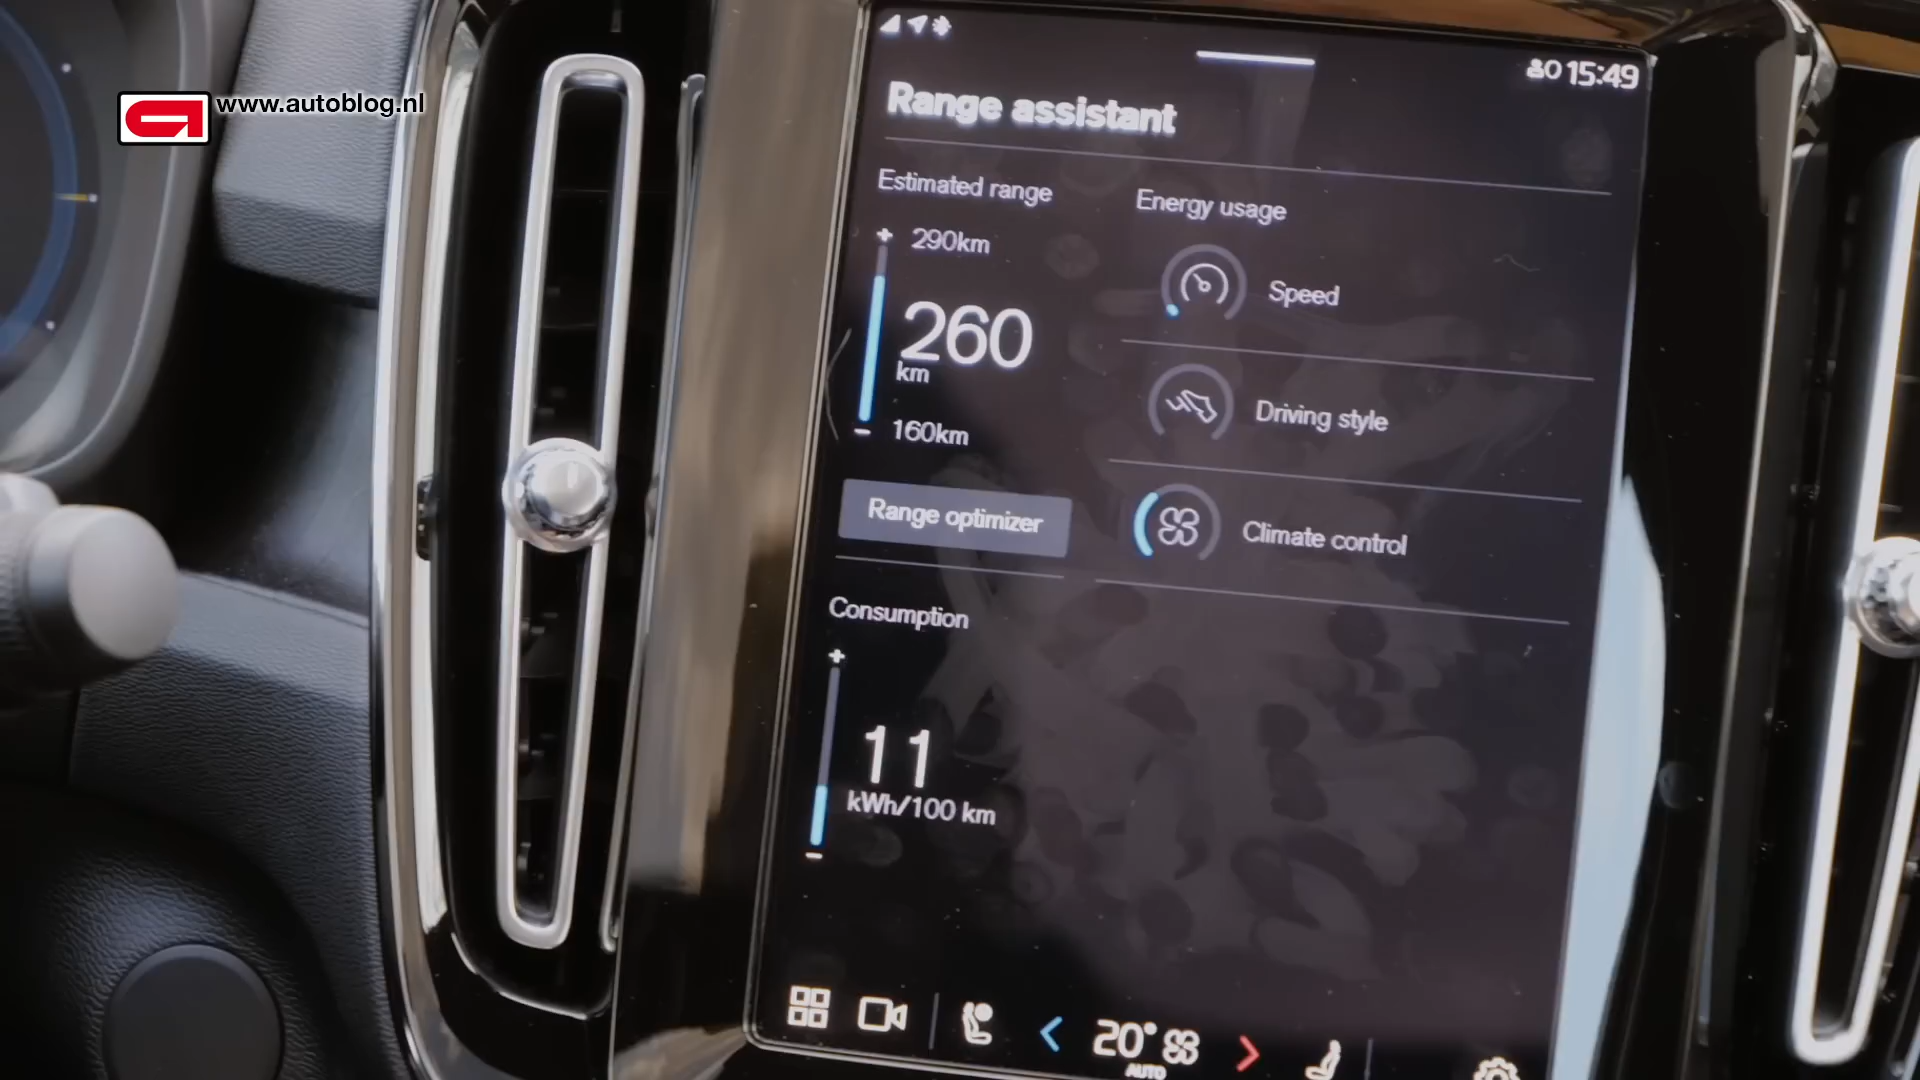 www.autoblog.nl
15:49
Range assistant
Estimated range
Energy usage
290km
Speed
260
km
Driving style
160km
Range optimizer
Climate control
Consumption
11
kWh/100 km
20°
AUTO